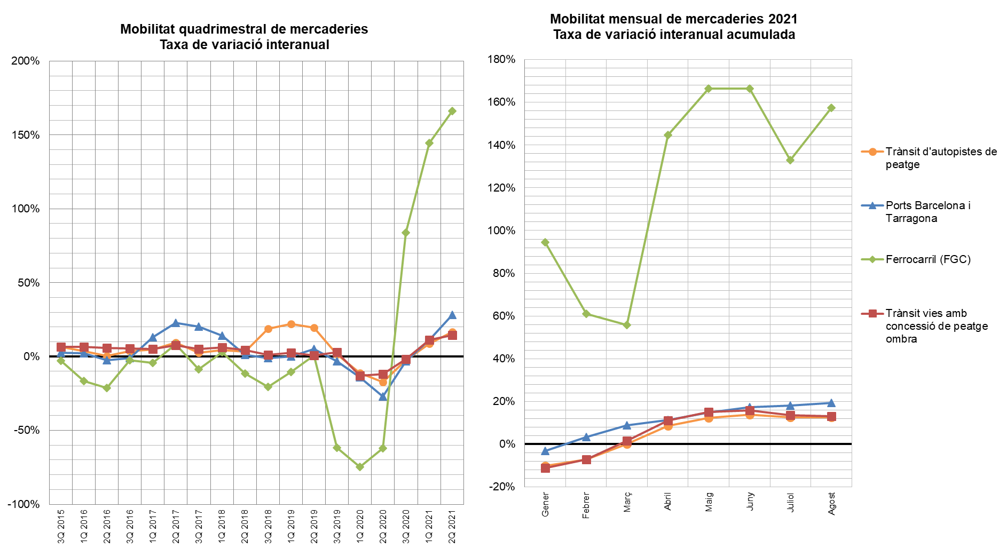 Mobilitat quadrimestral de mercaderies
Taxa de variació interanual
200%
150%
100%
50%
0%
-50%
-100%
3Q 2015
1Q 2016
2Q 2016
3Q 2016
1Q 2017
2Q 2017
3Q 2017
1Q 2018
2Q 2018
3Q 2018
1Q 2019
2Q 2019
3Q 2019
1Q 2020
2Q 2020
3Q 2020
1Q 2021
2Q 2021
Mobilitat mensual de mercaderies 2021
Taxa de variació interanual acumulada
180%
160%
140%
120%
100%
80%
60%
40%
20%
0%
-20%
Gener
Febrer
Març
Abril
Maig
Juny
Juliol
Agost
Trànsit d'autopistes de
peatge
Ports Barcelona i
Tarragona
Ferrocarril (FGC)
Trànsit vies amb
concessió de peatge
ombra